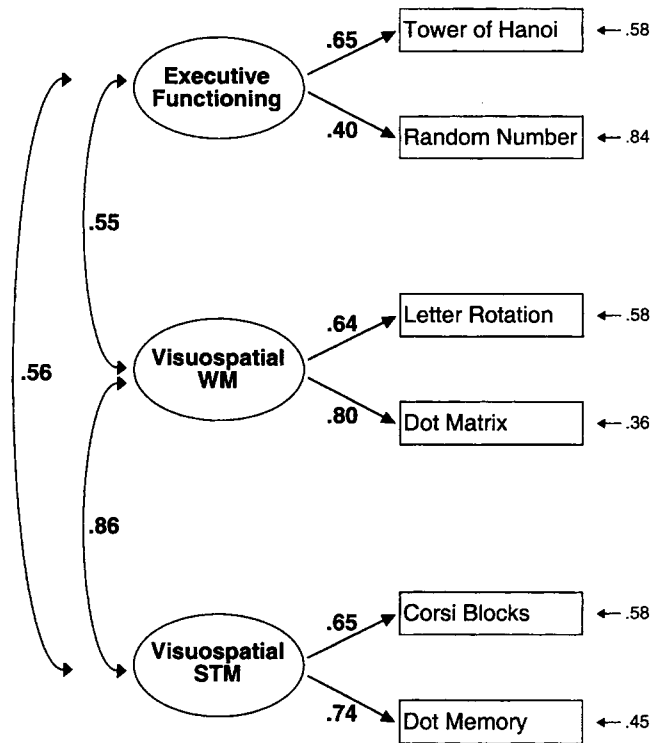 .65
Tower of Hanoi
.58
Executive
Functioning
.40
Random Number
.84
.55
.64
Letter Rotation
.58
Visuospatial
WM
.56
.80
Dot Matrix
.36
.86
.65
Corsi Blocks
.58
Visuospatial
STM
.74
Dot Memory
.45